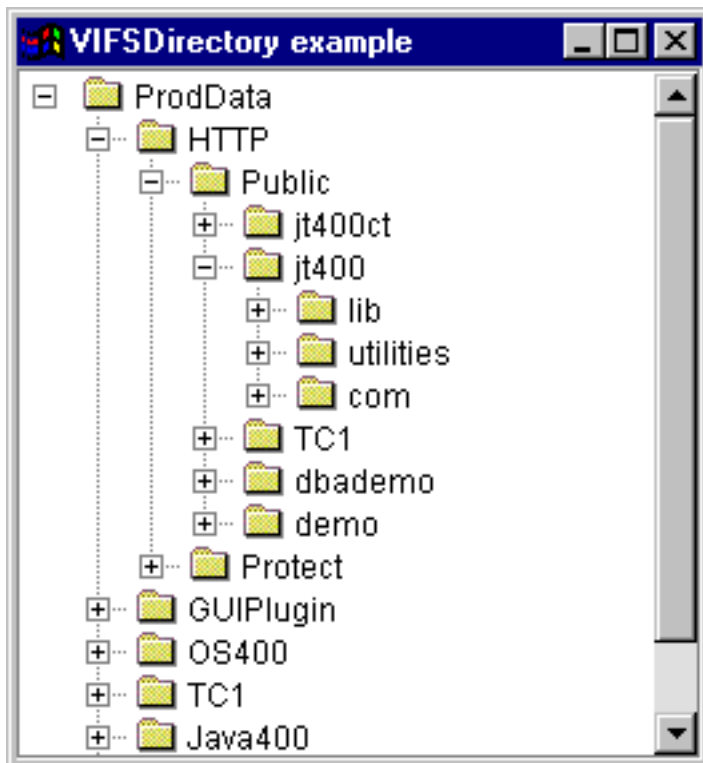 VIFSDirectory example
ProdData
HTTP
Public
jt400ct
jt400
lib
utilities
com
TC1
dbademo
demo
Protect
GUIPlugin
OS400
TC1
Java400